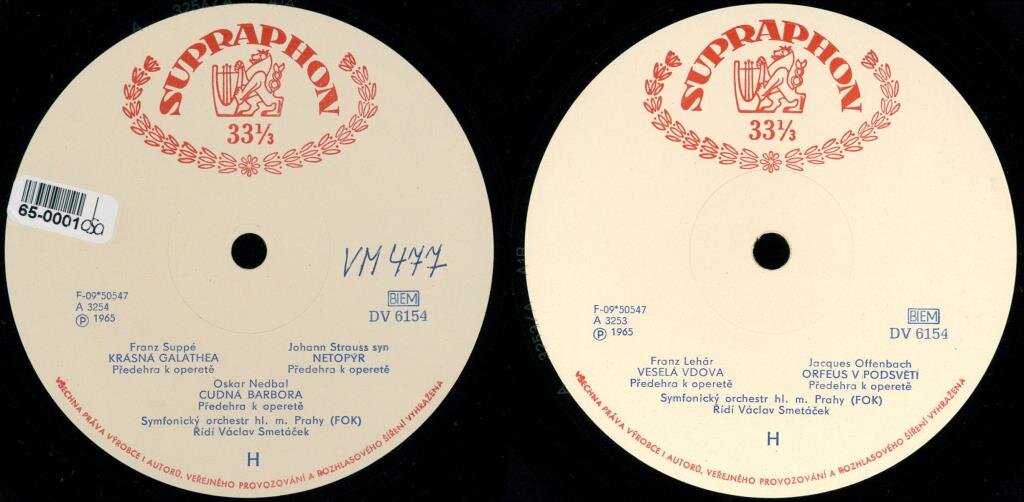 SUPRAPHON
33⅓
65-0001
VM 477
F-09*50547
A 3254
Ⓟ 1965
BIEM
DV 6154
Franz Suppé
KRÁSNÁ GALATHEA
Předehra k operetě
Johann Strauss syn
NETOPÝR
Předehra k operetě
Oskar Nedbal
CUDNÁ BARBORA
Předehra k operetě
Symfonický orchestr hl. m. Prahy (FOK)
Řídí Václav Smetáček
H
VŠECHNA PRÁVA VÝROBCE I AUTORŮ, VEŘEJNÉHO PROVOZOVÁNÍ A ROZHLASOVÉHO ŠÍŘENÍ VYHRAŽENA
SUPRAPHON
33⅓
F-09*50547
A 3253
Ⓟ 1965
BIEM
DV 6154
Franz Lehár
VESELÁ VDOVA
Předehra k operetě
Jacques Offenbach
ORFEUS V PODSVĚTÍ
Předehra k operetě
Symfonický orchestr hl. m. Prahy (FOK)
Řídí Václav Smetáček
H
VŠECHNA PRÁVA VÝROBCE I AUTORŮ, VEŘEJNÉHO PROVOZOVÁNÍ A ROZHLASOVÉHO ŠÍŘENÍ VYHRAŽENA